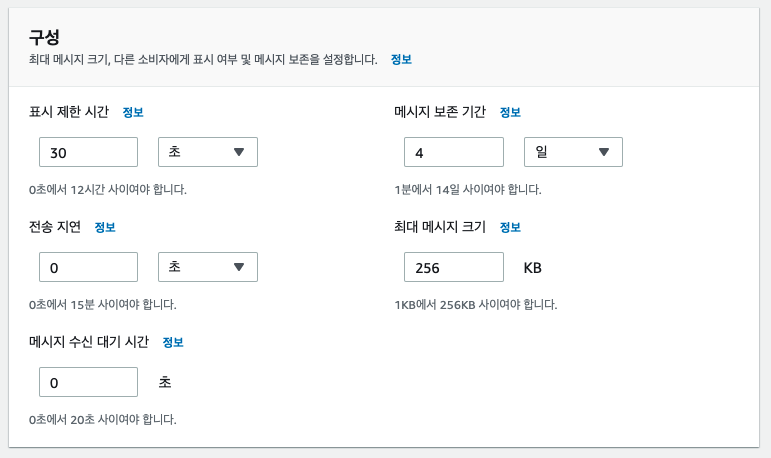 구성
최대 메시지 크기, 다른 소비자에게 표시 여부 및 메시지 보존을 설정합니다. 정보
표시 제한 시간 정보
30 초
0초에서 12시간 사이여야 합니다.
메시지 보존 기간 정보
4 일
1분에서 14일 사이여야 합니다.
전송 지연 정보
0 초
0초에서 15분 사이여야 합니다.
최대 메시지 크기 정보
256 KB
1KB에서 256KB 사이여야 합니다.
메시지 수신 대기 시간 정보
0 초
0초에서 20초 사이여야 합니다.